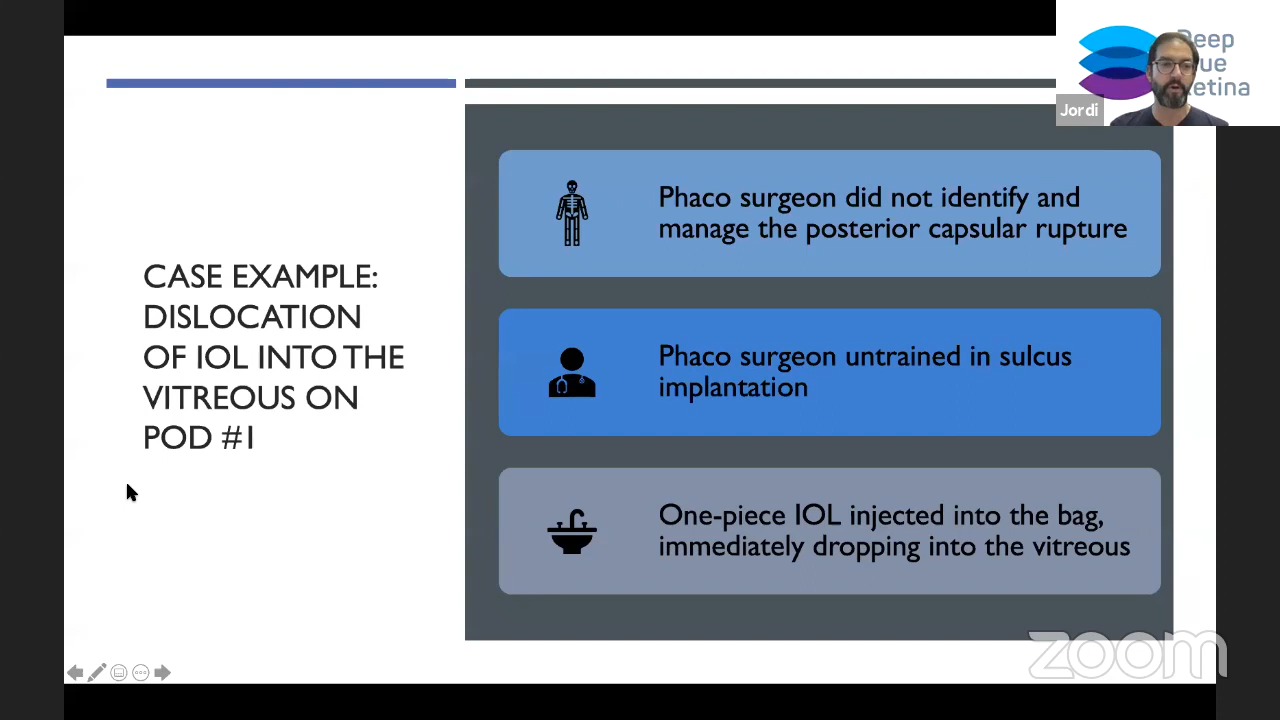 CASE EXAMPLE:
DISLOCATION
OF IOL INTO THE
VITREOUS ON
POD #1
Phaco surgeon did not identify and
manage the posterior capsular rupture
Phaco surgeon untrained in sulcus
implantation
One-piece IOL injected into the bag,
immediately dropping into the vitreous
Jordi
zoom